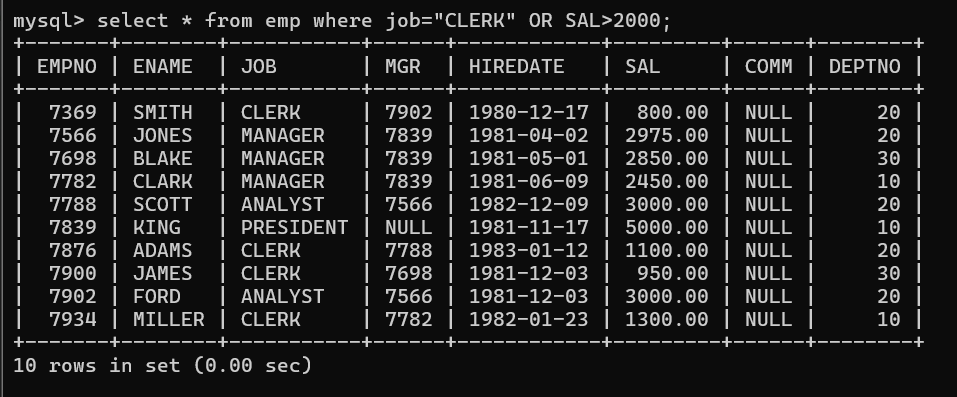 mysql> select * from emp where job="CLERK" OR SAL>2000;
+-------+--------+-----------+------+------------+---------+------+--------+
| EMPNO | ENAME  | JOB       | MGR  | HIREDATE   | SAL     | COMM | DEPTNO |
+-------+--------+-----------+------+------------+---------+------+--------+
|  7369 | SMITH  | CLERK     | 7902 | 1980-12-17 |  800.00 | NULL |     20 |
|  7566 | JONES  | MANAGER   | 7839 | 1981-04-02 | 2975.00 | NULL |     20 |
|  7698 | BLAKE  | MANAGER   | 7839 | 1981-05-01 | 2850.00 | NULL |     30 |
|  7782 | CLARK  | MANAGER   | 7839 | 1981-06-09 | 2450.00 | NULL |     10 |
|  7788 | SCOTT  | ANALYST   | 7566 | 1982-12-09 | 3000.00 | NULL |     20 |
|  7839 | KING   | PRESIDENT | NULL | 1981-11-17 | 5000.00 | NULL |     10 |
|  7876 | ADAMS  | CLERK     | 7788 | 1983-01-12 | 1100.00 | NULL |     20 |
|  7900 | JAMES  | CLERK     | 7698 | 1981-12-03 |  950.00 | NULL |     30 |
|  7902 | FORD   | ANALYST   | 7566 | 1981-12-03 | 3000.00 | NULL |     20 |
|  7934 | MILLER | CLERK     | 7782 | 1982-01-23 | 1300.00 | NULL |     10 |
+-------+--------+-----------+------+------------+---------+------+--------+
10 rows in set (0.00 sec)